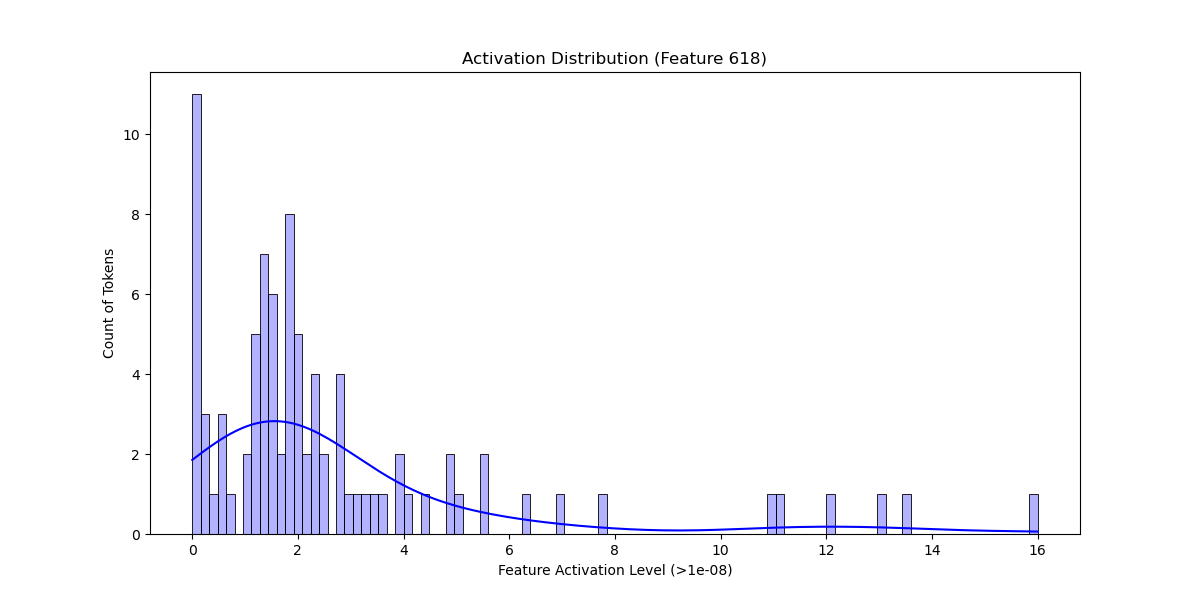 Activation Distribution (Feature 618)
10
8
6
4
2
0
Count of Tokens
0 2 4 6 8 10 12 14 16
Feature Activation Level (>1e-08)